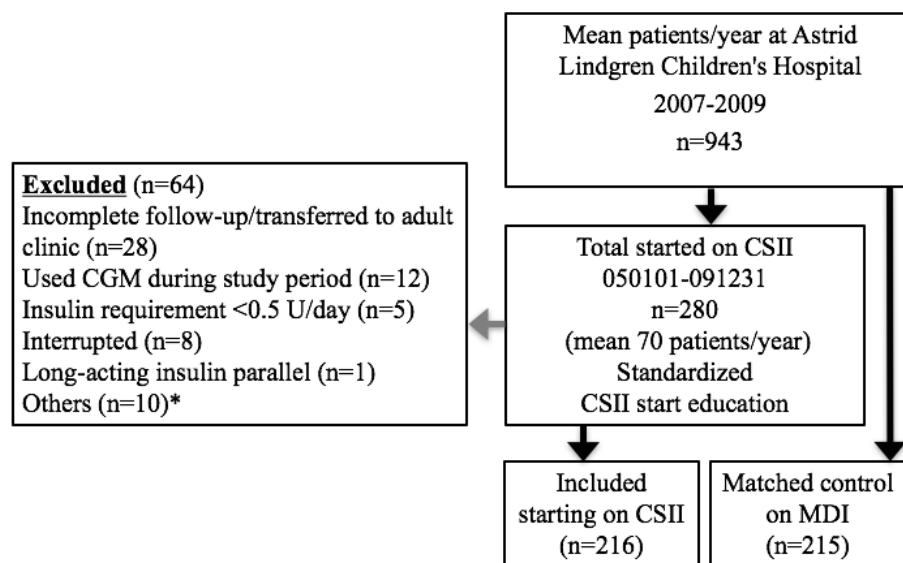 Mean patients/year at Astrid
Lindgren Children's Hospital
2007-2009
n=943
Excluded (n=64)
Incomplete follow-up/transferred to adult
clinic (n=28)
Used CGM during study period (n=12)
Insulin requirement <0.5 U/day (n=5)
Interrupted (n=8)
Long-acting insulin parallel (n=1)
Others (n=10)*
Total started on CSII
050101-091231
n=280
(mean 70 patients/year)
Standardized
CSII start education
Included
starting on CSII
(n=216)
Matched control
on MDI
(n=215)